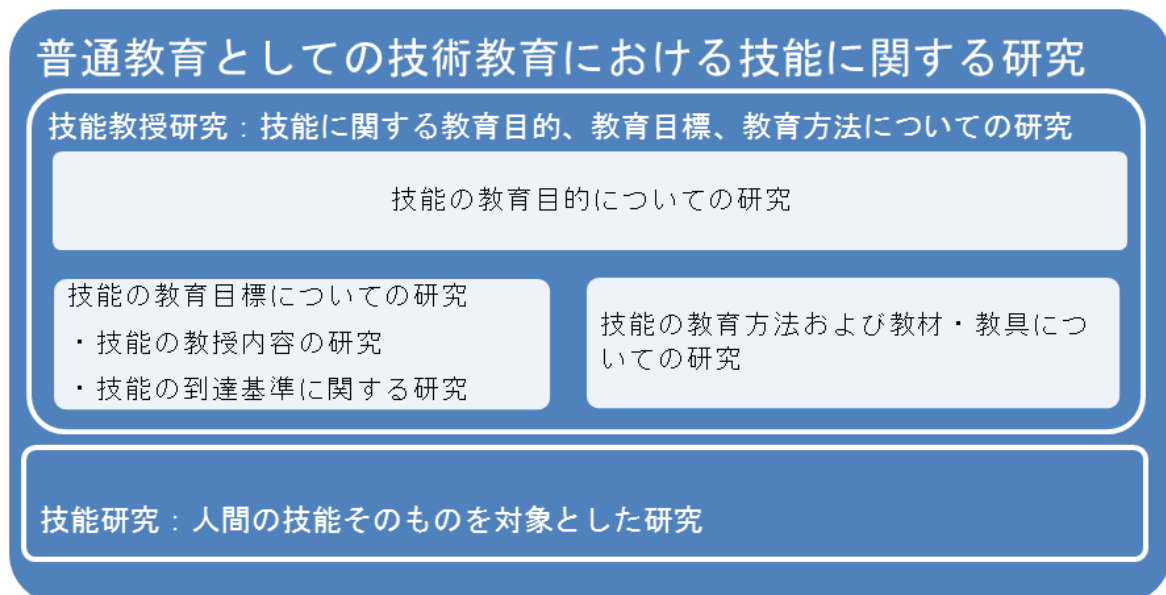 普通教育としての技術教育における技能に関する研究
技能教授研究：技能に関する教育目的、教育目標、教育方法についての研究
技能の教育目的についての研究
技能の教育目標についての研究
・技能の教授内容の研究
・技能の到達基準に関する研究
技能の教育方法および教材・教具につ
いての研究
技能研究：人間の技能そのものを対象とした研究